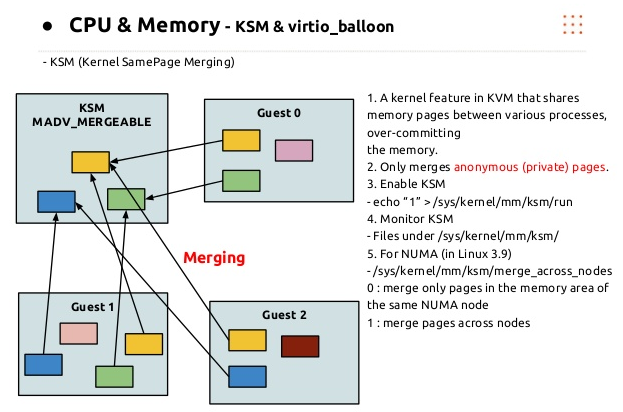 ● CPU & Memory - KSM & virtio_balloon
- KSM (Kernel SamePage Merging)
KSM
MADV_MERGEABLE
Guest 0
Merging
Guest 1
Guest 2
1. A kernel feature in KVM that shares
memory pages between various processes,
over-committing
the memory.
2. Only merges anonymous (private) pages.
3. Enable KSM
- echo “1” > /sys/kernel/mm/ksm/run
4. Monitor KSM
- Files under /sys/kernel/mm/ksm/
5. For NUMA (in Linux 3.9)
- /sys/kernel/mm/ksm/merge_across_nodes
0 : merge only pages in the memory area of
the same NUMA node
1 : merge pages across nodes